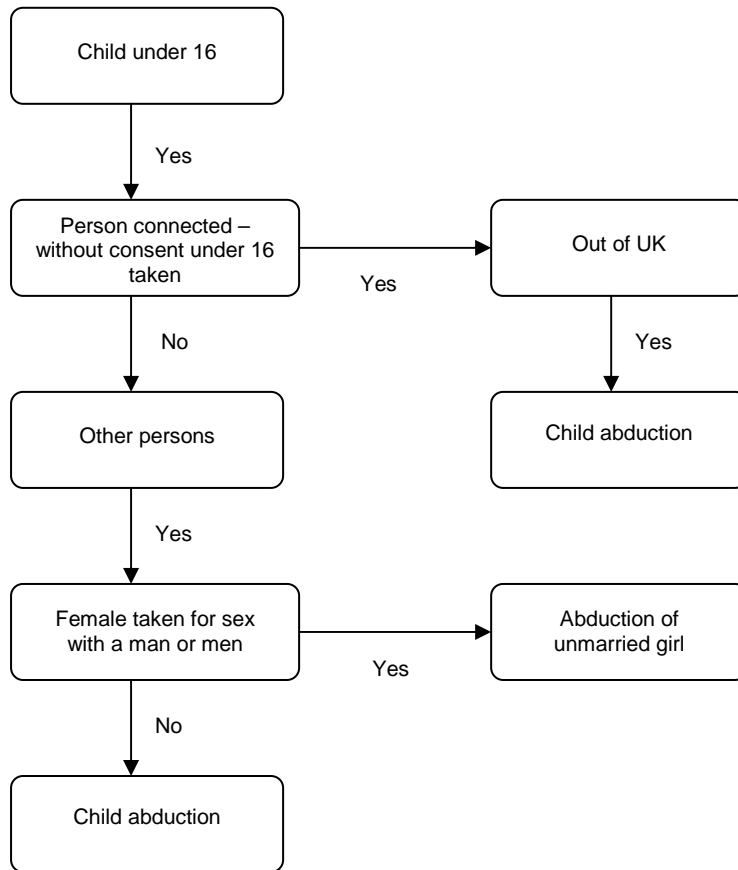 Child under 16
Yes
Person connected –
without consent under 16
taken
Yes
Out of UK
No
Yes
Other persons
Child abduction
Yes
Female taken for sex
with a man or men
Yes
Abduction of
unmarried girl
No
Child abduction